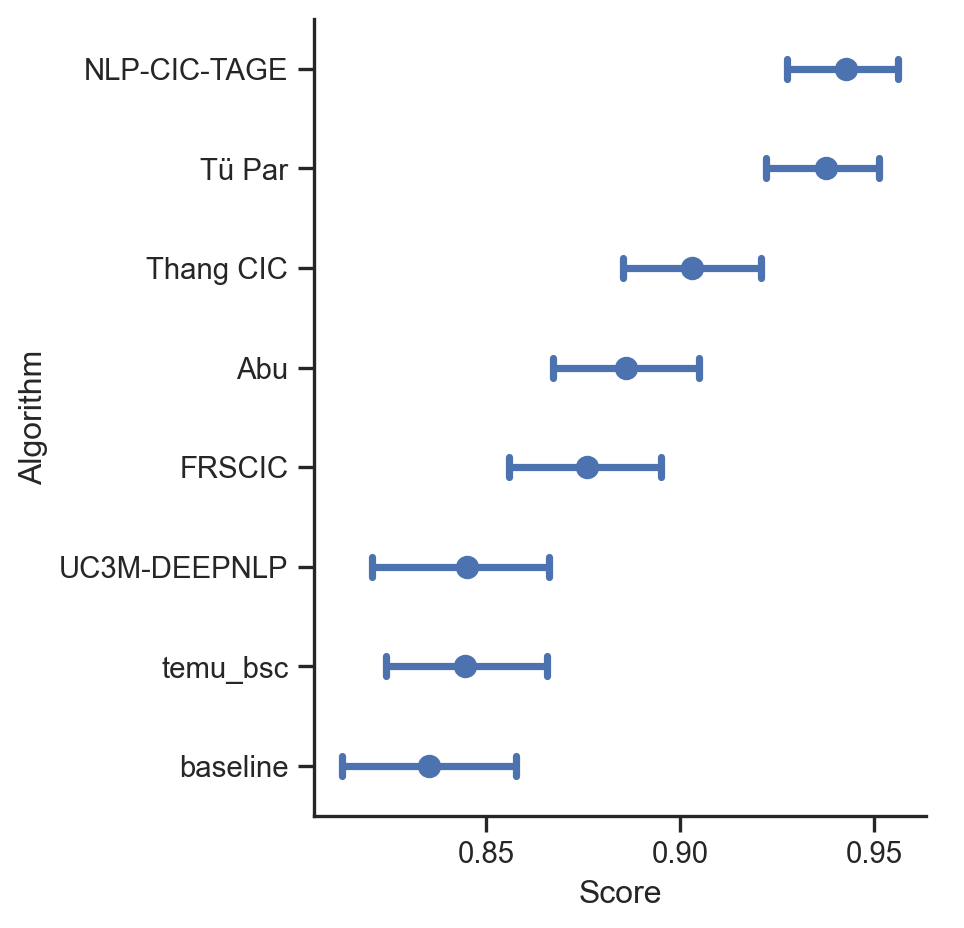 NLP-CIC-TAGE
Tü Par
Thang CIC
Abu
FRSCIC
UC3M-DEEPNLP
temu_bsc
baseline
Algorithm
0.85 0.90 0.95
Score